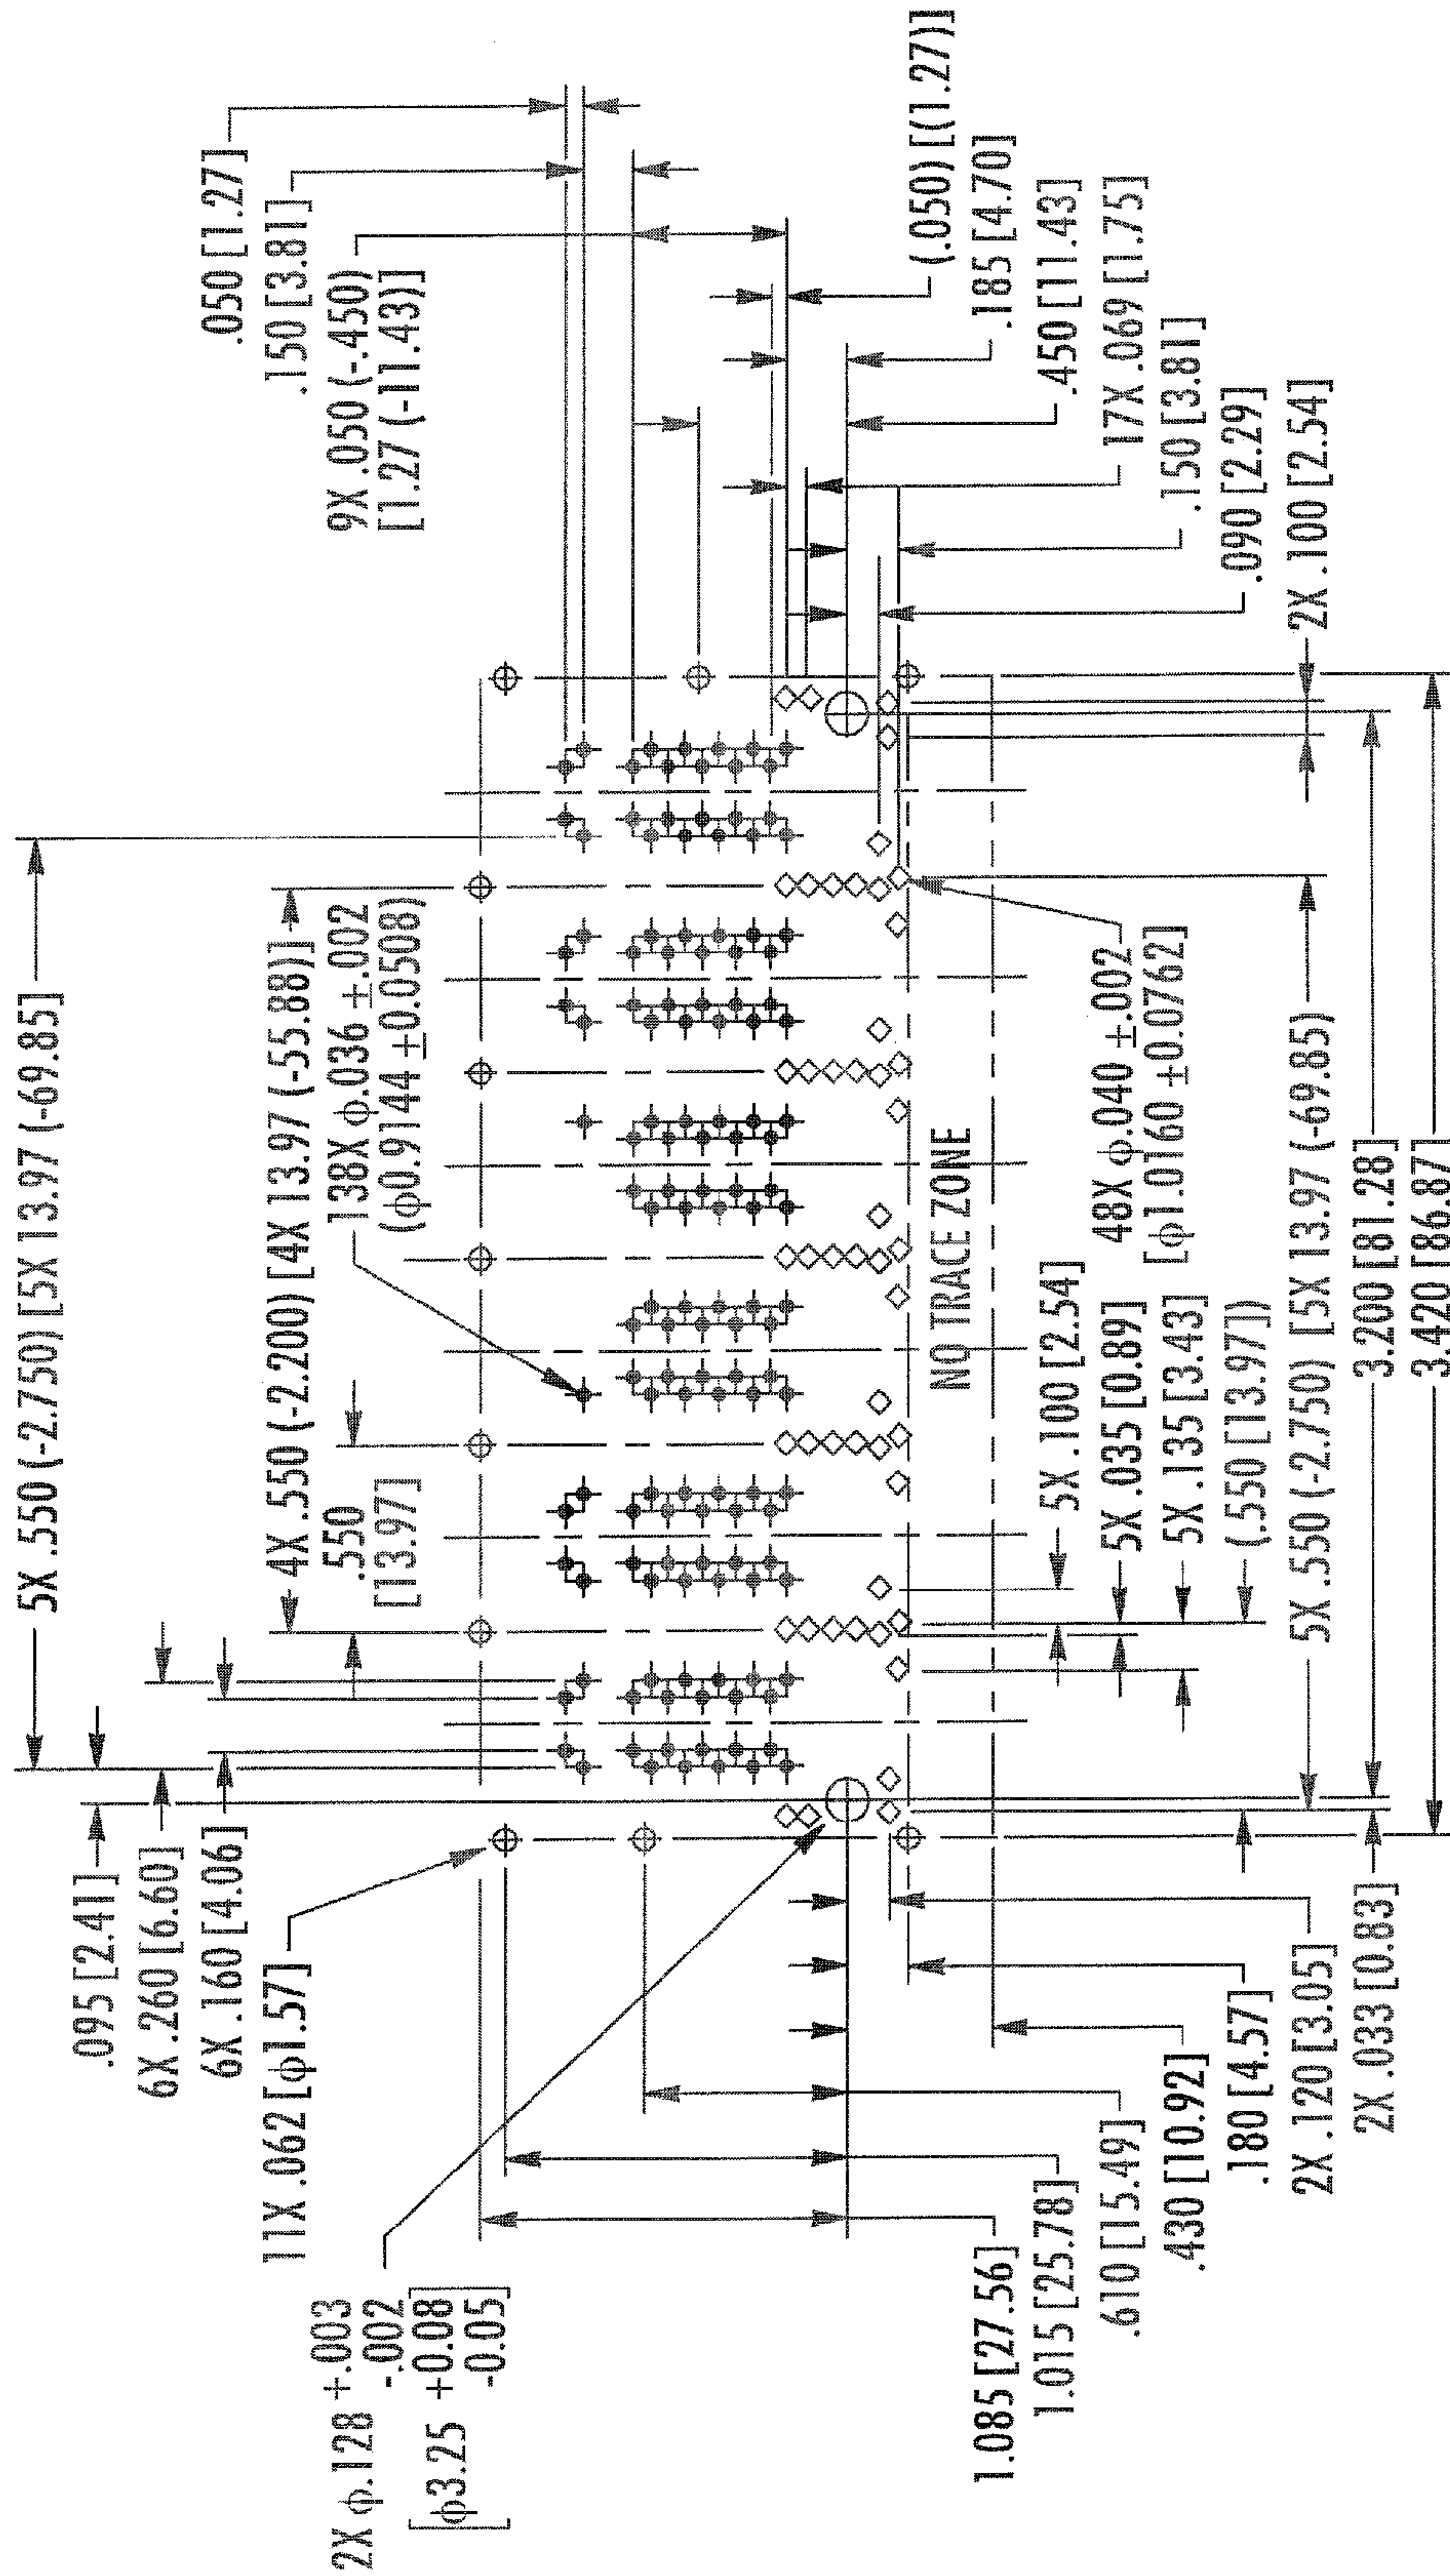 5X .550 (-2.750) [5X 13.97 (-69.85]
.095 [2.41]
6X .260 [6.60]
6X .160 [4.06]
4X .550 (-2.200) [4X 13.97 (-55.88)]
.550
[13.97]
138X ϕ.036 ±.002
(ϕ0.9144 ±0.0508)
11X .062 [ϕ1.57]
2X ϕ.128 +.003
-.002
[ϕ3.25 +0.08
-0.05]
.050 [1.27]
.150 [3.81]
9X .050 (-.450)
[1.27 (-11.43)]
(.050) [(1.27)]
.185 [4.70]
.450 [11.43]
17X .069 [1.75]
.150 [3.81]
.090 [2.29]
2X .100 [2.54]
NO TRACE ZONE
48X ϕ.040 ±.002
[ϕ1.0160 ±0.0762]
5X .100 [2.54]
5X .035 [0.89]
5X .135 [3.43]
(.550 [13.97])
5X .550 (-2.750) [5X 13.97 (-69.85)
3.200 [81.28]
3.420 [86.87]
1.085 [27.56]
1.015 [25.78]
.610 [15.49]
.430 [10.92]
.180 [4.57]
2X .120 [3.05]
2X .033 [0.83]